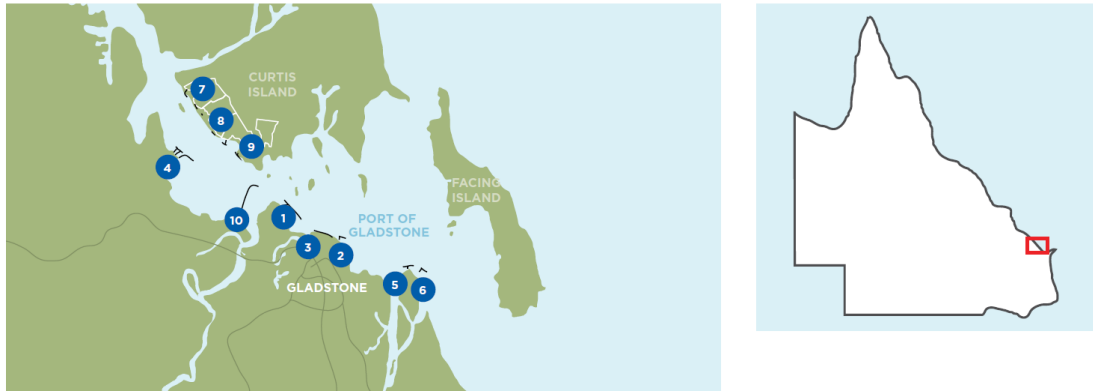 CURTIS
ISLAND
7
8
9
4
FACING
ISLAND
10
1
PORT OF
GLADSTONE
3
2
GLADSTONE
5
6